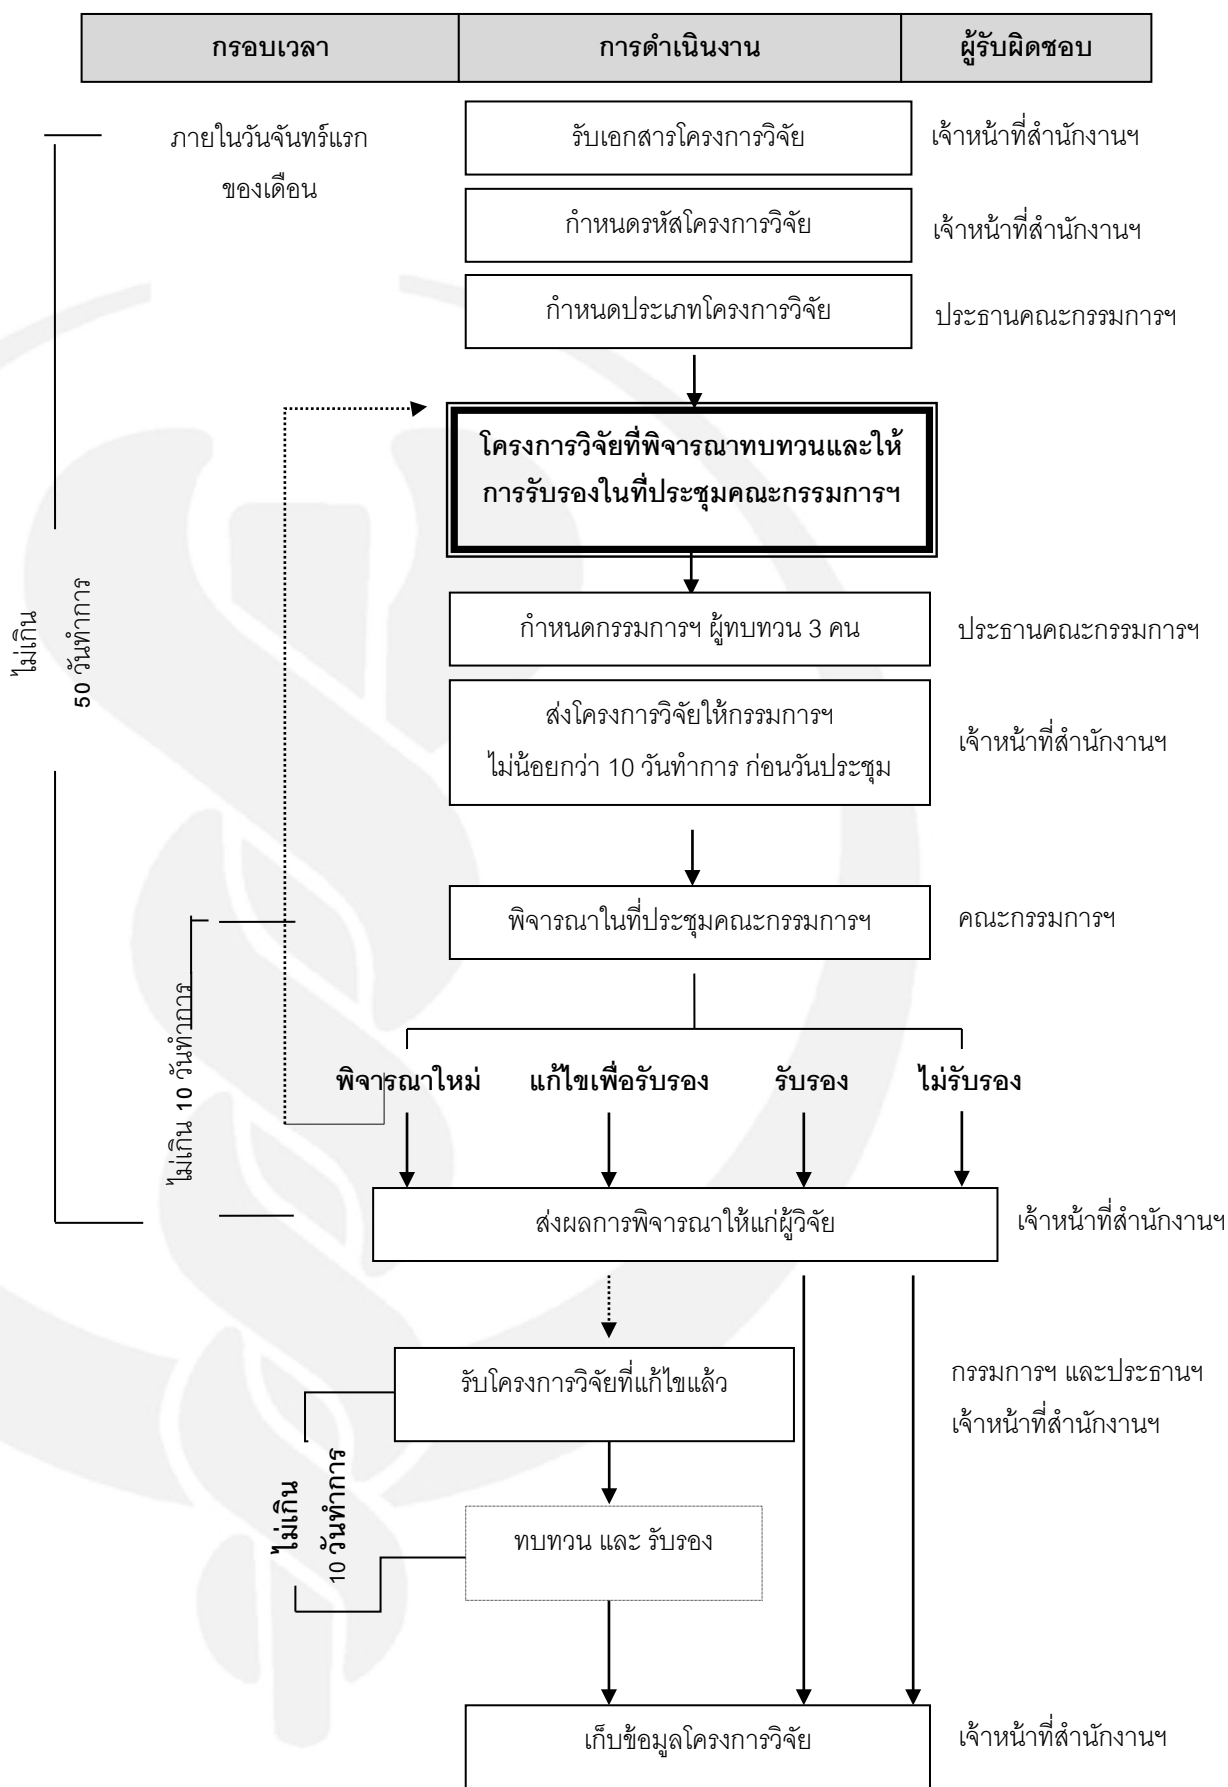 กรอบเวลา การดำเนินงาน ผู้รับผิดชอบ
ภายในวันจันทร์แรก
ของเดือน
รับเอกสารโครงการวิจัย
เจ้าหน้าที่สำนักงานฯ
กำหนดรหัสโครงการวิจัย
เจ้าหน้าที่สำนักงานฯ
กำหนดประเภทโครงการวิจัย
ประธานคณะกรรมการฯ
โครงการวิจัยที่พิจารณาทบทวนและให้
การรับรองในที่ประชุมคณะกรรมการฯ
ไม่เกิน
50 วันทำการ
กำหนดกรรมการฯ ผู้ทบทวน 3 คน
ประธานคณะกรรมการฯ
ส่งโครงการวิจัยให้กรรมการฯ
ไม่น้อยกว่า 10 วันทำการ ก่อนวันประชุม
เจ้าหน้าที่สำนักงานฯ
พิจารณาในที่ประชุมคณะกรรมการฯ
คณะกรรมการฯ
ไม่เกิน 10 วันทำการ
พิจารณาใหม่ แก้ไขเพื่อรับรอง รับรอง ไม่รับรอง
ส่งผลการพิจารณาให้แก่ผู้วิจัย
เจ้าหน้าที่สำนักงานฯ
รับโครงการวิจัยที่แก้ไขแล้ว
กรรมการฯ และประธานฯ
เจ้าหน้าที่สำนักงานฯ
ไม่เกิน
10 วันทำการ
ทบทวน และ รับรอง
เก็บข้อมูลโครงการวิจัย
เจ้าหน้าที่สำนักงานฯ